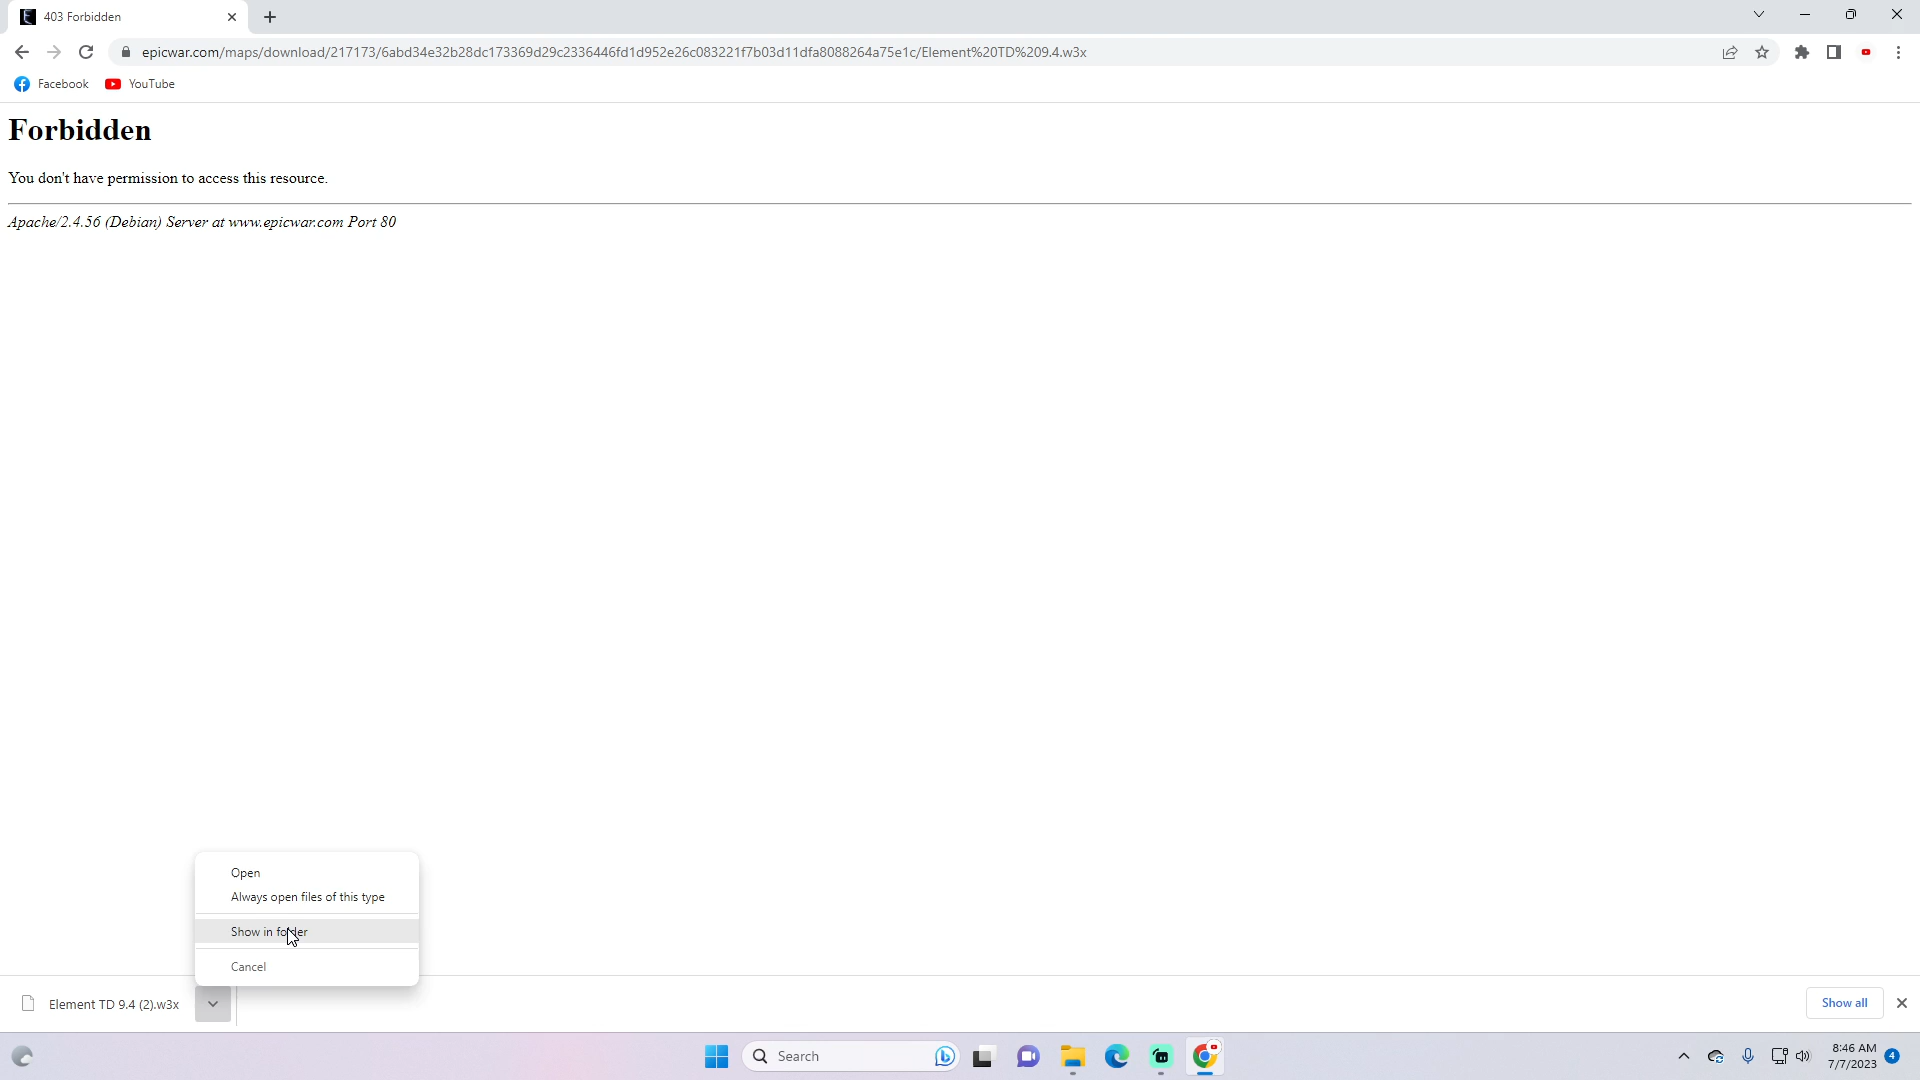 403 Forbidden
epicwar.com/maps/download/217173/6abd34e32b28dc173369d29c2336446fd1d952e26c083221f7b03d11dfa8088264a75e1c/Element%20TD%209.4.w3x
Facebook YouTube
Forbidden
You don't have permission to access this resource.
Apache/2.4.56 (Debian) Server at www.epicwar.com Port 80
Open
Always open files of this type
Show in folder
Cancel
Element TD 9.4 (2).w3x
Show all
Search
8:46 AM
7/7/2023
4